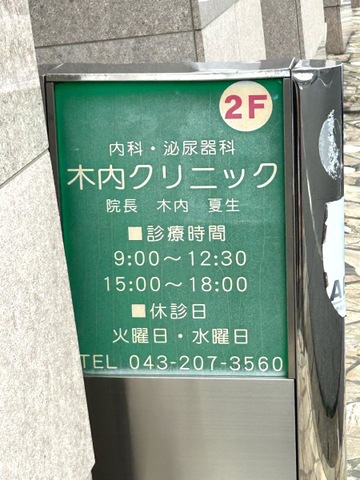 2F
内科・泌尿器科
木内クリニック
院長 木内 夏生
■診療時間
9:00～12:30
15:00～18:00
■休診日
火曜日・水曜日
TEL 043-207-3560